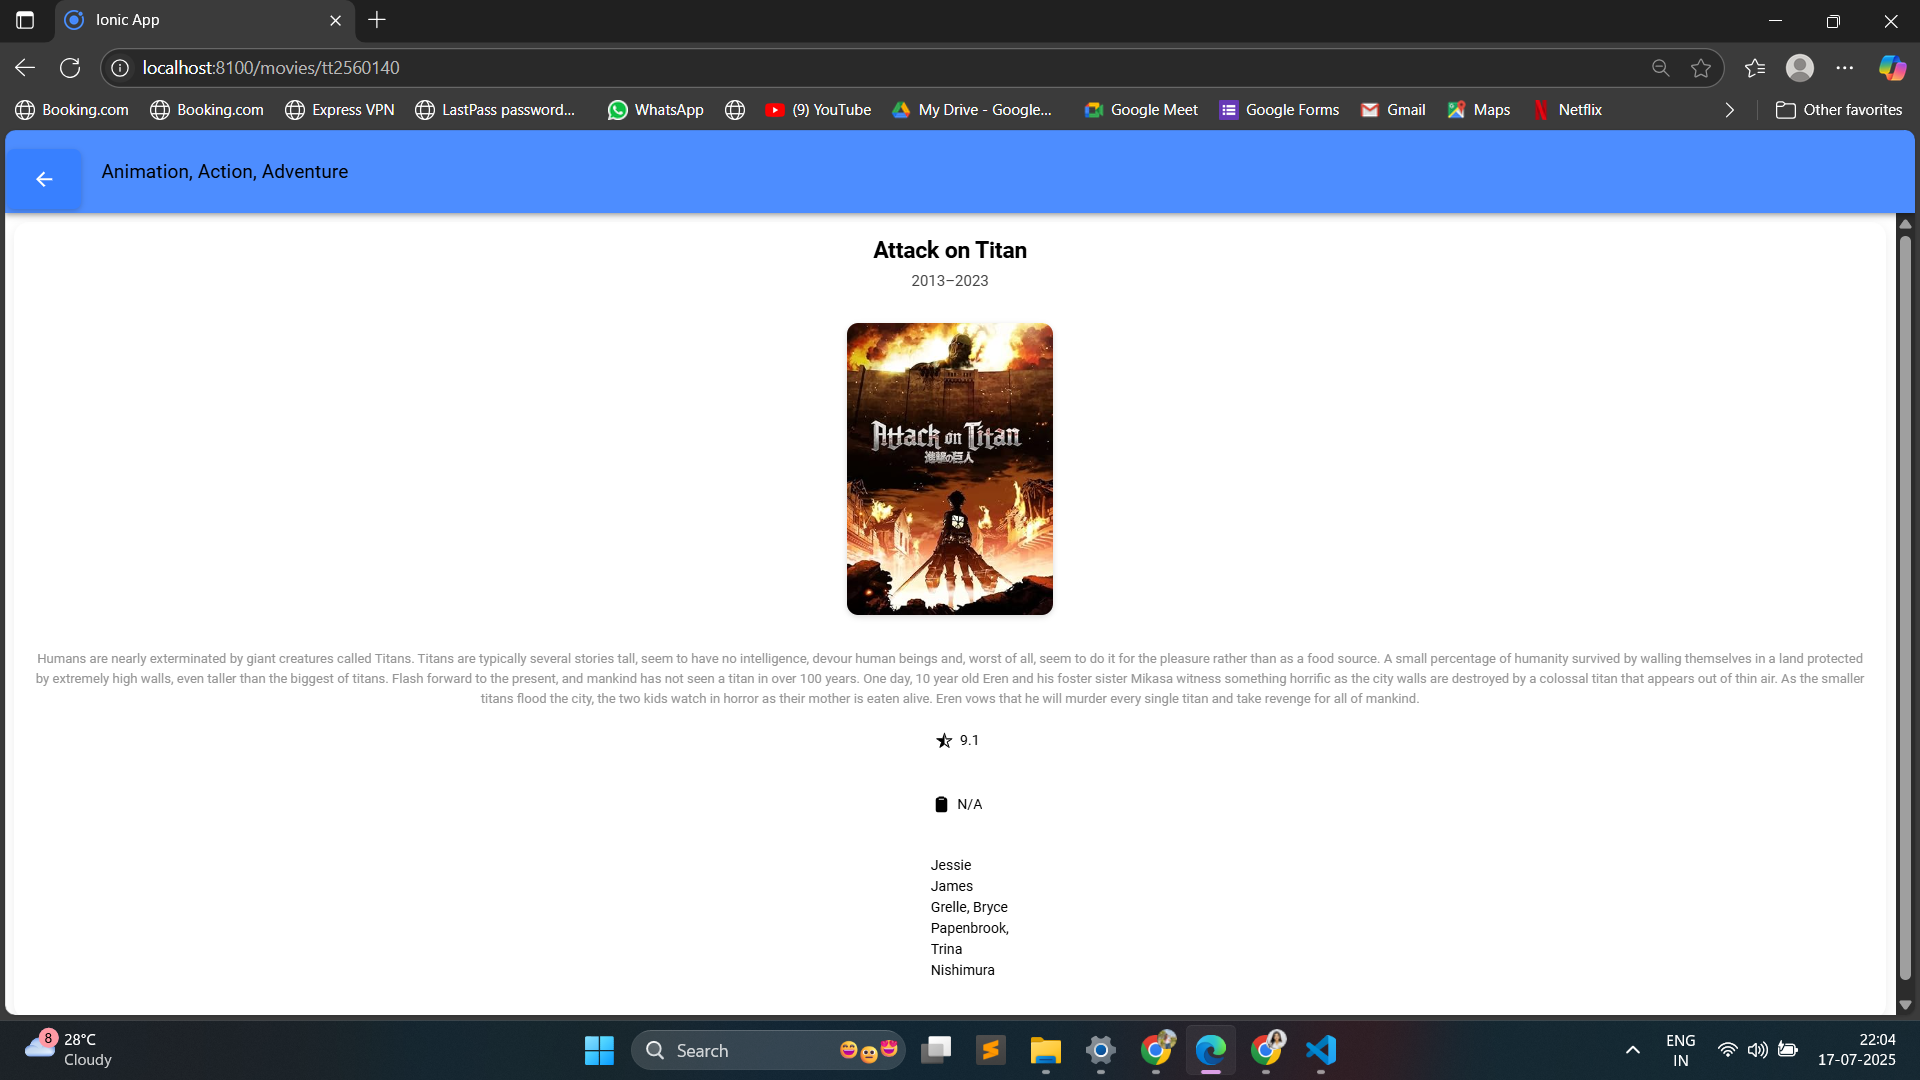 Ionic App
localhost:8100/movies/tt2560140
Booking.com
Booking.com
Express VPN
LastPass password...
WhatsApp
(9) YouTube
My Drive - Google...
Google Meet
Google Forms
Gmail
Maps
Netflix
Other favorites
Animation, Action, Adventure
Attack on Titan
2013–2023
Attack on Titan
進撃の巨人
Humans are nearly exterminated by giant creatures called Titans. Titans are typically several stories tall, seem to have no intelligence, devour human beings and, worst of all, seem to do it for the pleasure rather than as a food source. A small percentage of humanity survived by walling themselves in a land protected
by extremely high walls, even taller than the biggest of titans. Flash forward to the present, and mankind has not seen a titan in over 100 years. One day, 10 year old Eren and his foster sister Mikasa witness something horrific as the city walls are destroyed by a colossal titan that appears out of thin air. As the smaller
titans flood the city, the two kids watch in horror as their mother is eaten alive. Eren vows that he will murder every single titan and take revenge for all of mankind.
9.1
N/A
Jessie
James
Grelle, Bryce
Papenbrook,
Trina
Nishimura
8
28°C
Cloudy
Search
ENG
IN
22:04
17-07-2025